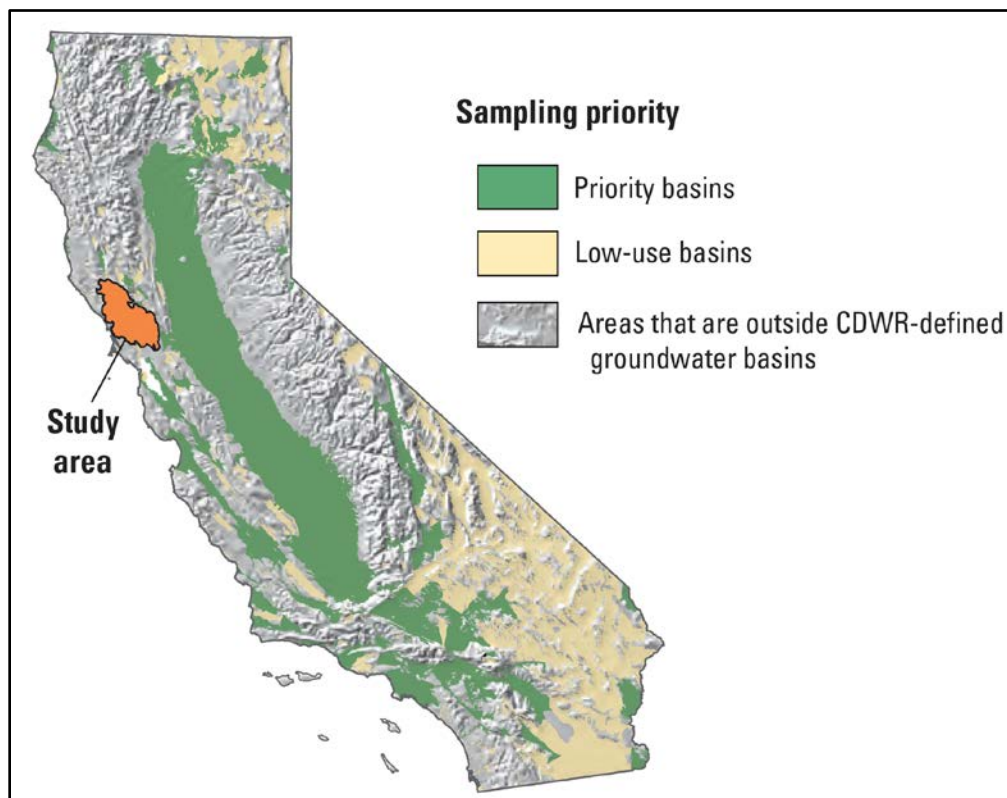 Sampling priority
Priority basins
Low-use basins
Areas that are outside CDWR-defined
groundwater basins
Study
area